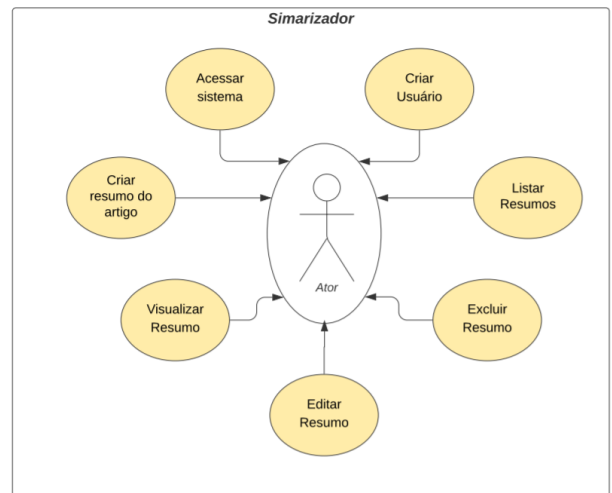 Simarizador
Acessar
sistema
Criar
Usuário
Criar
resumo do
artigo
Listar
Resumos
Ator
Visualizar
Resumo
Excluir
Resumo
Editar
Resumo